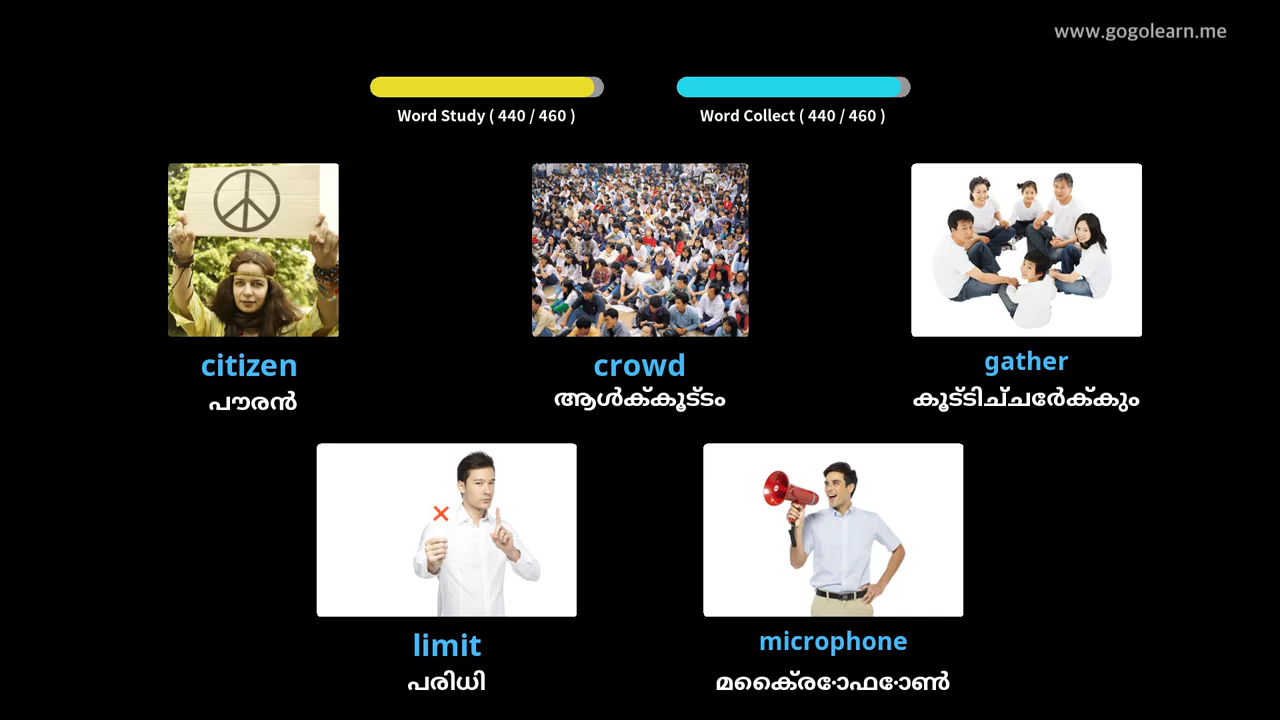 www.gogolearn.me
Word Study ( 440 / 460 )
Word Collect ( 440 / 460 )
citizen
crowd
gather
പൗരൻ
ആൾക്കൂട്ടം
കൂട്ടിച്ചേർക്കും
limit
microphone
പരിധി
മൈക്രോഫോൺ